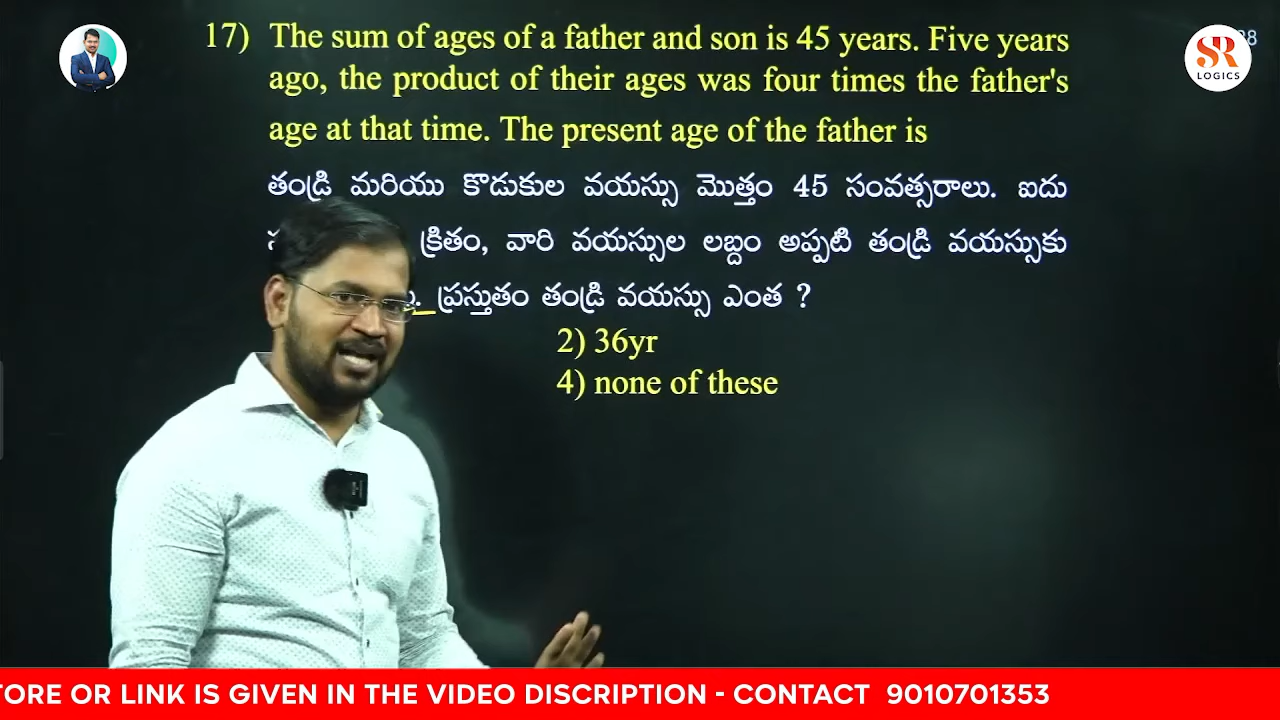 17) The sum of ages of a father and son is 45 years. Five years
ago, the product of their ages was four times the father's
age at that time. The present age of the father is
తండ్రి మరియు కొడుకుల వయస్సు మొత్తం 45 సంవత్సరాలు. ఐదు
క్రితం, వారి వయస్సుల లబ్దం అప్పటి తండ్రి వయస్సుకు
ప్రస్తుతం తండ్రి వయస్సు ఎంత ?
2) 36yr
4) none of these
SR
LOGICS
TORE OR LINK IS GIVEN IN THE VIDEO DISCRIPTION - CONTACT 9010701353